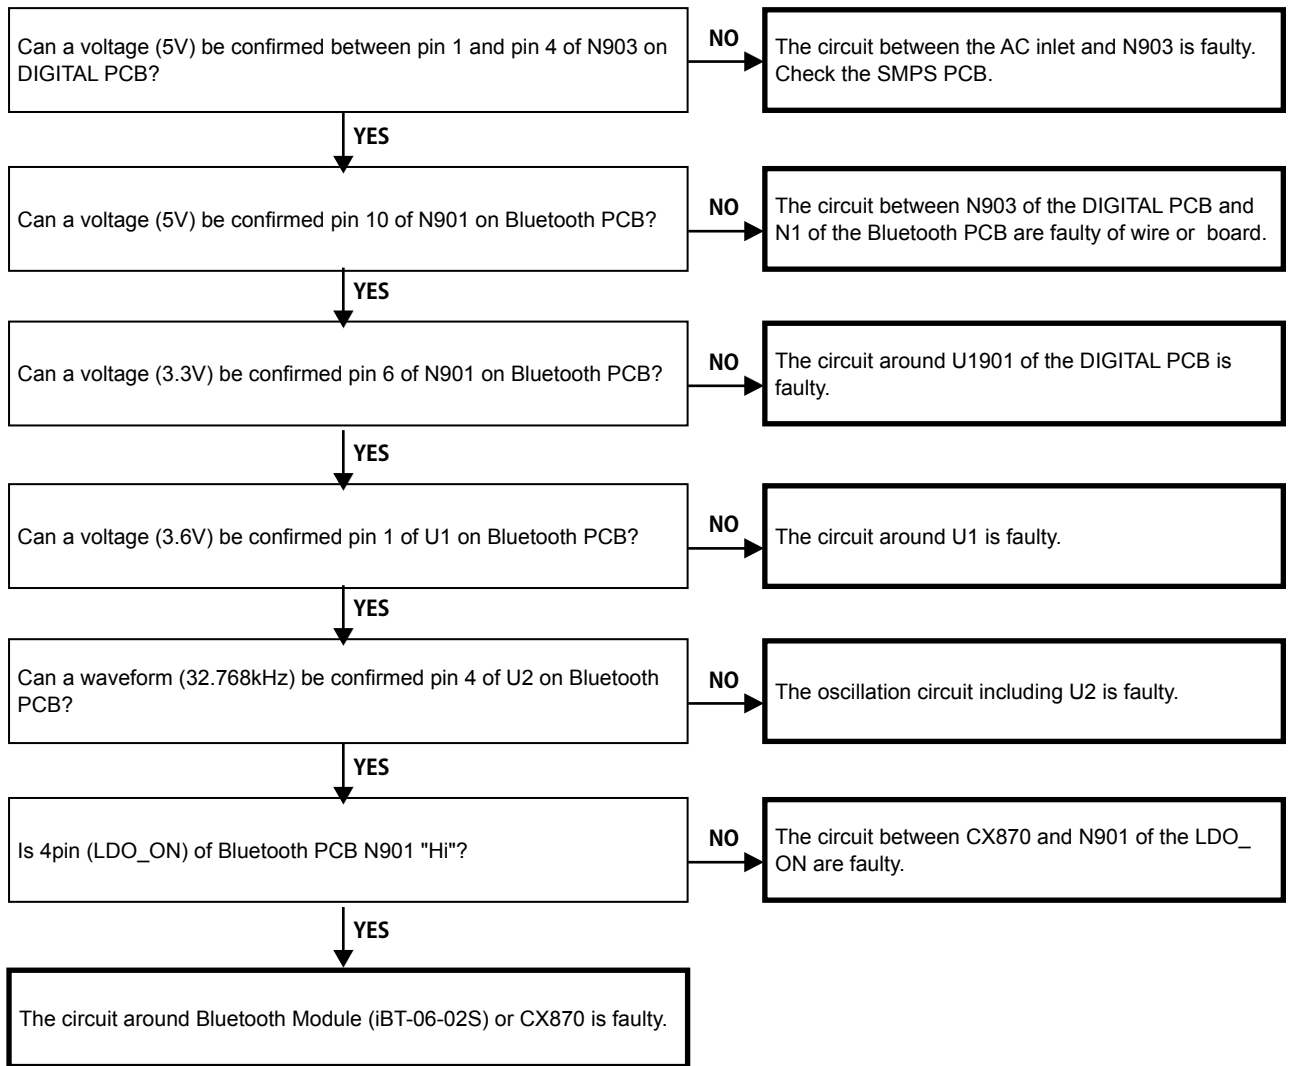 Can a voltage (5V) be confirmed between pin 1 and pin 4 of N903 on
DIGITAL PCB?
NO
The circuit between the AC inlet and N903 is faulty.
Check the SMPS PCB.
YES
Can a voltage (5V) be confirmed pin 10 of N901 on Bluetooth PCB?
NO
The circuit between N903 of the DIGITAL PCB and
N1 of the Bluetooth PCB are faulty of wire or  board.
YES
Can a voltage (3.3V) be confirmed pin 6 of N901 on Bluetooth PCB?
NO
The circuit around U1901 of the DIGITAL PCB is
faulty.
YES
Can a voltage (3.6V) be confirmed pin 1 of U1 on Bluetooth PCB?
NO
The circuit around U1 is faulty.
YES
Can a waveform (32.768kHz) be confirmed pin 4 of U2 on Bluetooth
PCB?
NO
The oscillation circuit including U2 is faulty.
YES
Is 4pin (LDO_ON) of Bluetooth PCB N901 "Hi"?
NO
The circuit between CX870 and N901 of the LDO_
ON are faulty.
YES
The circuit around Bluetooth Module (iBT-06-02S) or CX870 is faulty.